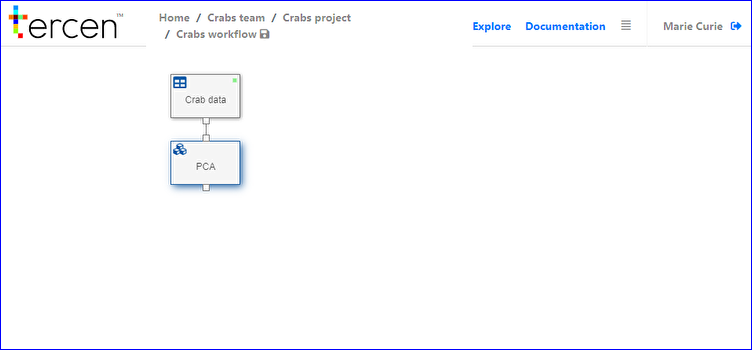 tercen™
Home / Crabs team / Crabs project
/ Crabs workflow
Explore Documentation Marie Curie
Crab data
PCA